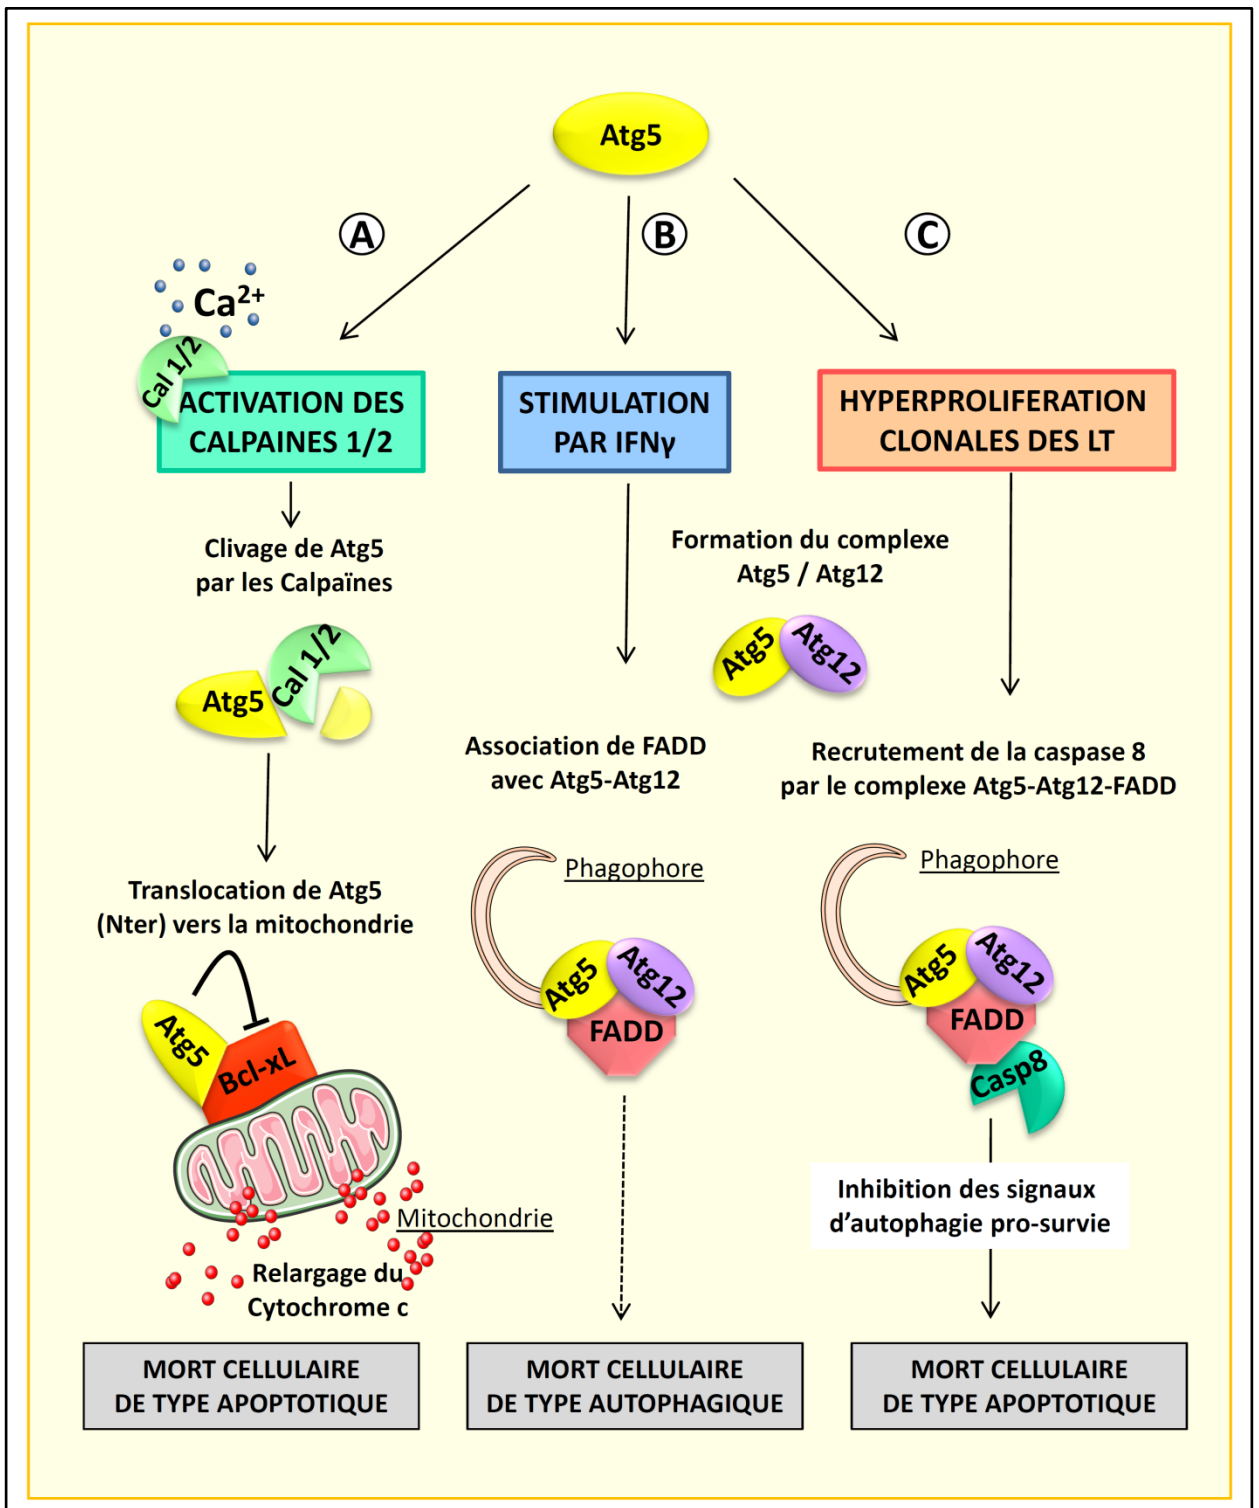 Atg5
A
B
C
Ca2+
Cal 1/2
ACTIVATION DES
CALPAINES 1/2
STIMULATION
PAR IFNγ
HYPERPROLIFERATION
CLONALES DES LT
Clivage de Atg5
par les Calpaïnes
Formation du complexe
Atg5 / Atg12
Cal 1/2
Atg5
Atg5
Atg12
Association de FADD
avec Atg5-Atg12
Recrutement de la caspase 8
par le complexe Atg5-Atg12-FADD
Translocation de Atg5
(Nter) vers la mitochondrie
Phagophore
Phagophore
Atg5
Bcl-xL
Atg5
Atg12
FADD
Atg5
Atg12
FADD
Casp8
Mitochondrie
Inhibition des signaux
d’autophagie pro-survie
Relargage du
Cytochrome c
MORT CELLULAIRE
DE TYPE APOPTOTIQUE
MORT CELLULAIRE
DE TYPE AUTOPHAGIQUE
MORT CELLULAIRE
DE TYPE APOPTOTIQUE